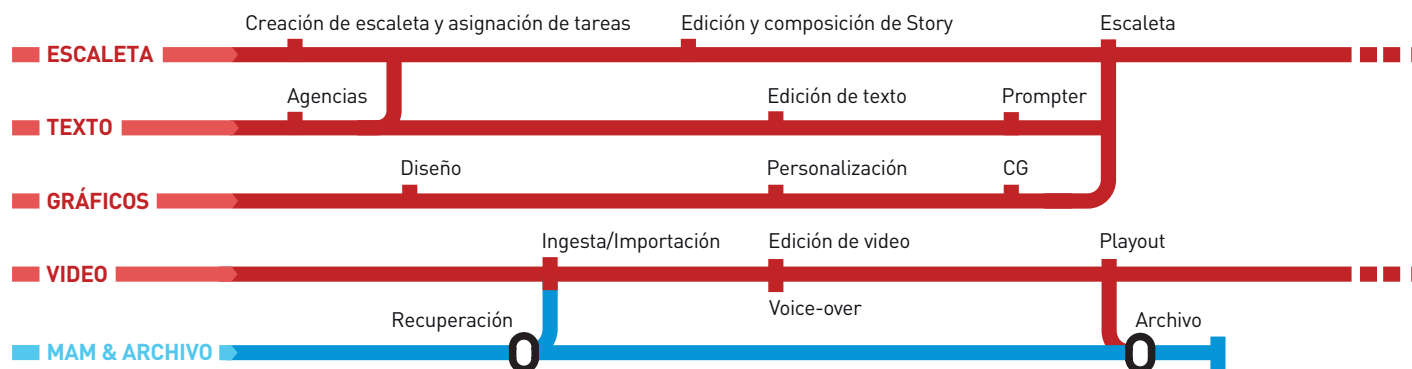 Creación de escaleta y asignación de tareas
Edición y composición de Story
Escaleta
ESCALETA
Agencias
Edición de texto
Prompter
TEXTO
Diseño
Personalización
CG
GRÁFICOS
Ingesta/Importación
Edición de video
Playout
VIDEO
Voice-over
Recuperación
Archivo
MAM & ARCHIVO